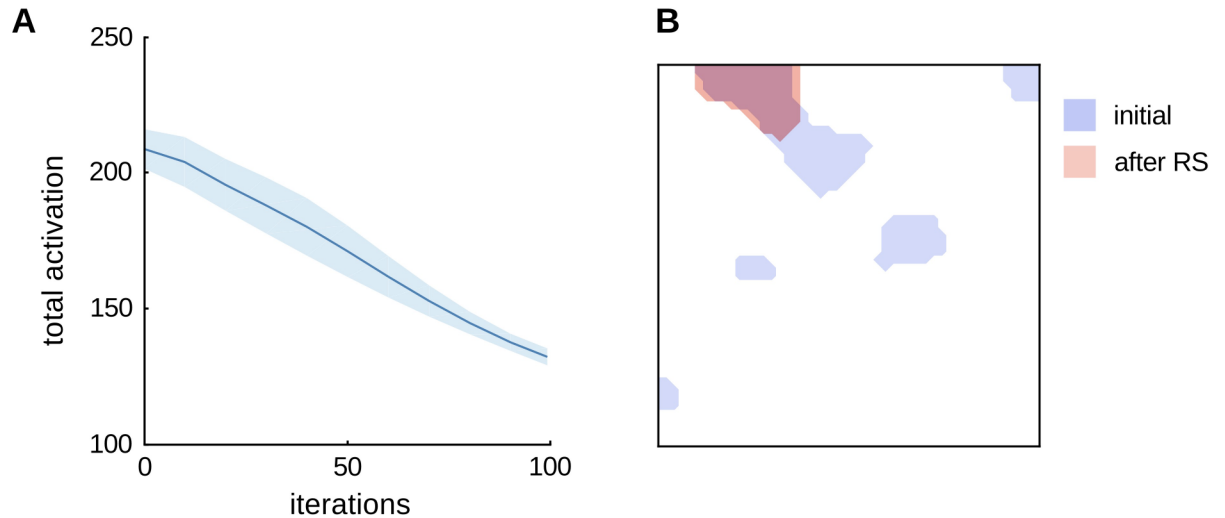 A
250
200
150
100
0
50
100
total activation
iterations
B
initial
after RS